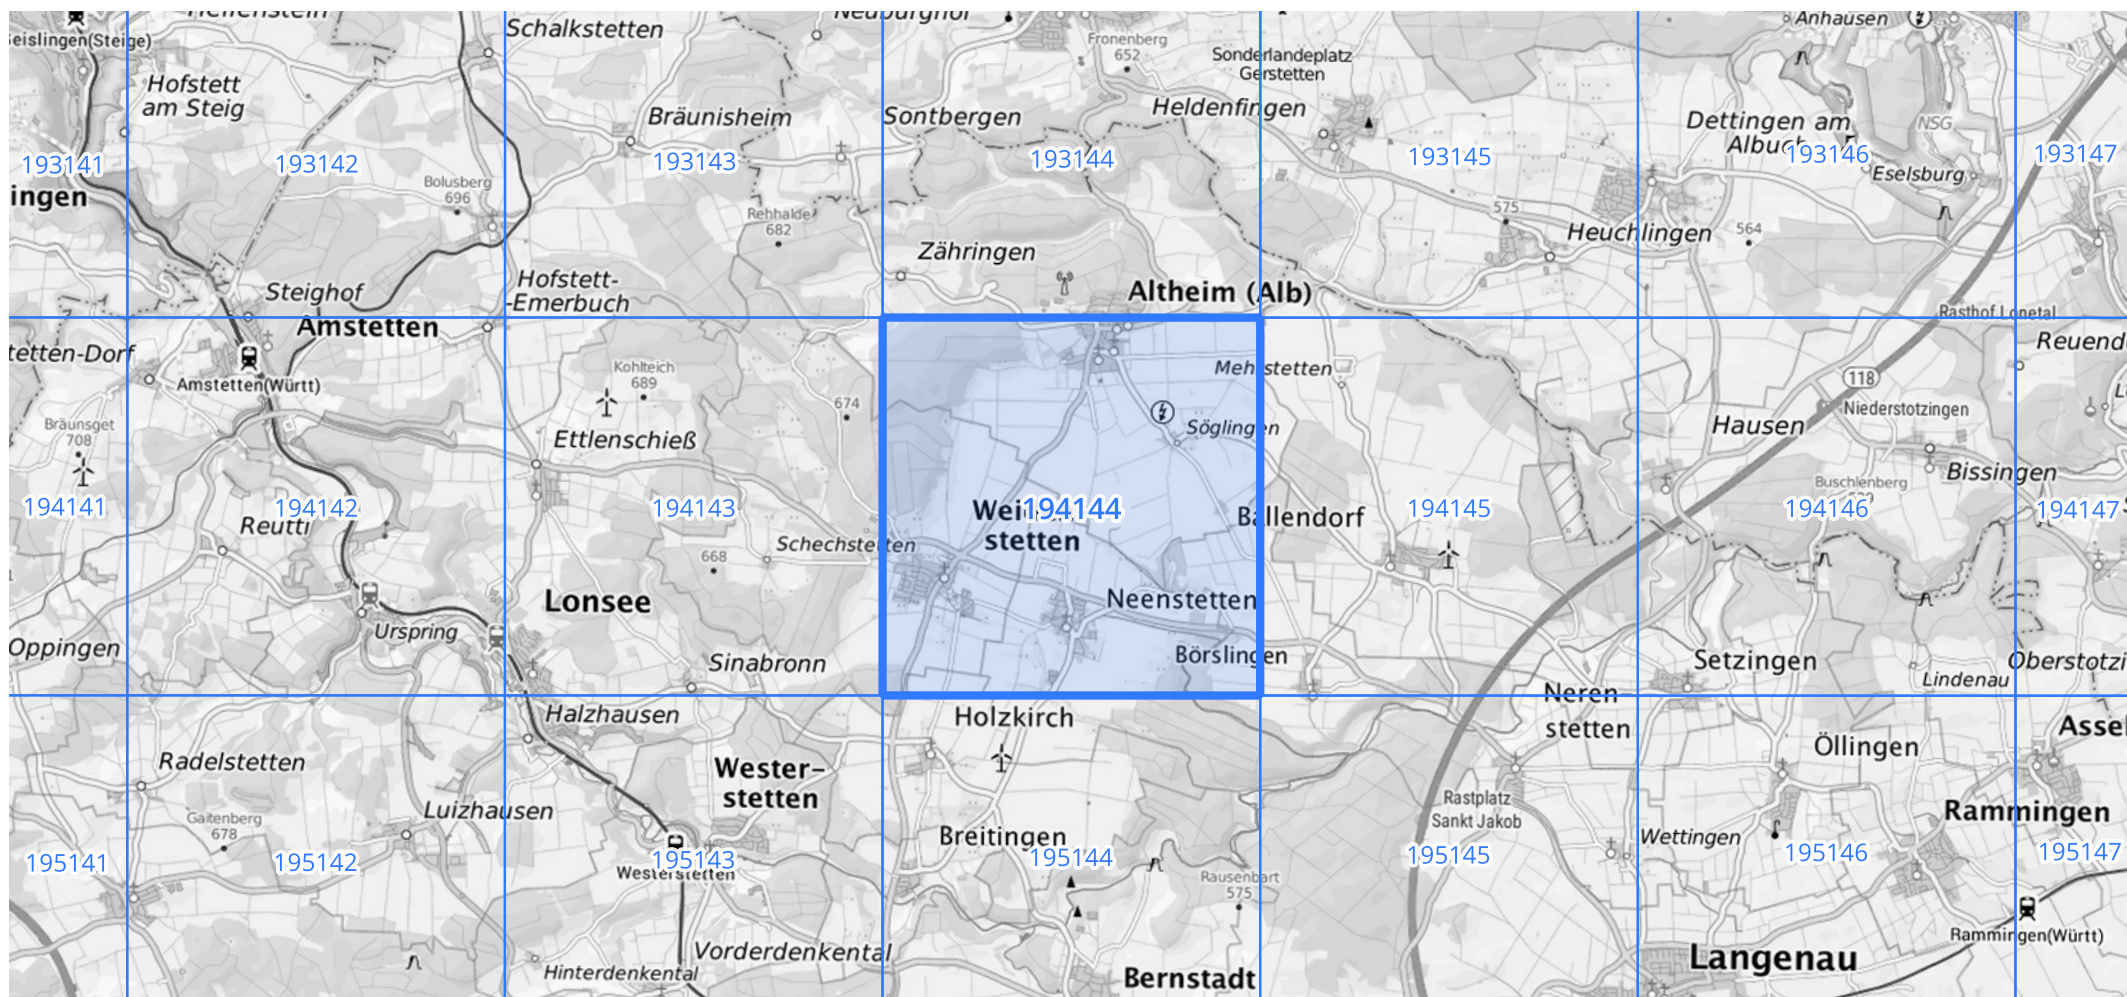 Schalkstetten
Anhausen
eislingen(Steige)
Fronenberg
652
Sonderlandeplatz
Gerstetten
Hofstett
am Steig
Bräunisheim
Sontbergen
Heldenfingen
Dettingen am
NSG
193141
193142
193143
193144
193145
193146
193147
ingen
Bolusberg
696
Eselsburg
Rehhalde
682
575
Heuchlingen
564
Zähringen
Hofstett-
-Emerbuch
Steighof
Altheim (Alb)
Rasthof Lonetal
Amstetten
tetten-Dorf
Amstetten(Württ)
Kohlteich
689
674
Mehrstetten
118
Niederstotzingen
Reuend
Bräunsget
708
Ettlenschieß
Söglingen
Hausen
Bissingen
Buschlenberg
194141
194142
194143
194144
194145
194146
194147
Reutti
stetten
Ballendorf
Schechstetten
668
Lonsee
Neenstetten
Oppingen
Urspring
Sinabronn
Börslingen
Setzingen
Lindenau
Oberstotzi
Neren-
stetten
Halzhausen
Holzkirch
Öllingen
Asse
Radelstetten
Wester-
stetten
Gaitenberg
678
Luizhausen
Breitingen
Rastplatz
Sankt Jakob
Wettingen
Rammingen
195141
195142
195143
195144
195145
195146
195147
Westerstetten
Rausenbart
575
Rammingen(Württ)
Hinterdenkental
Vorderdenkental
Bernstadt
Langenau